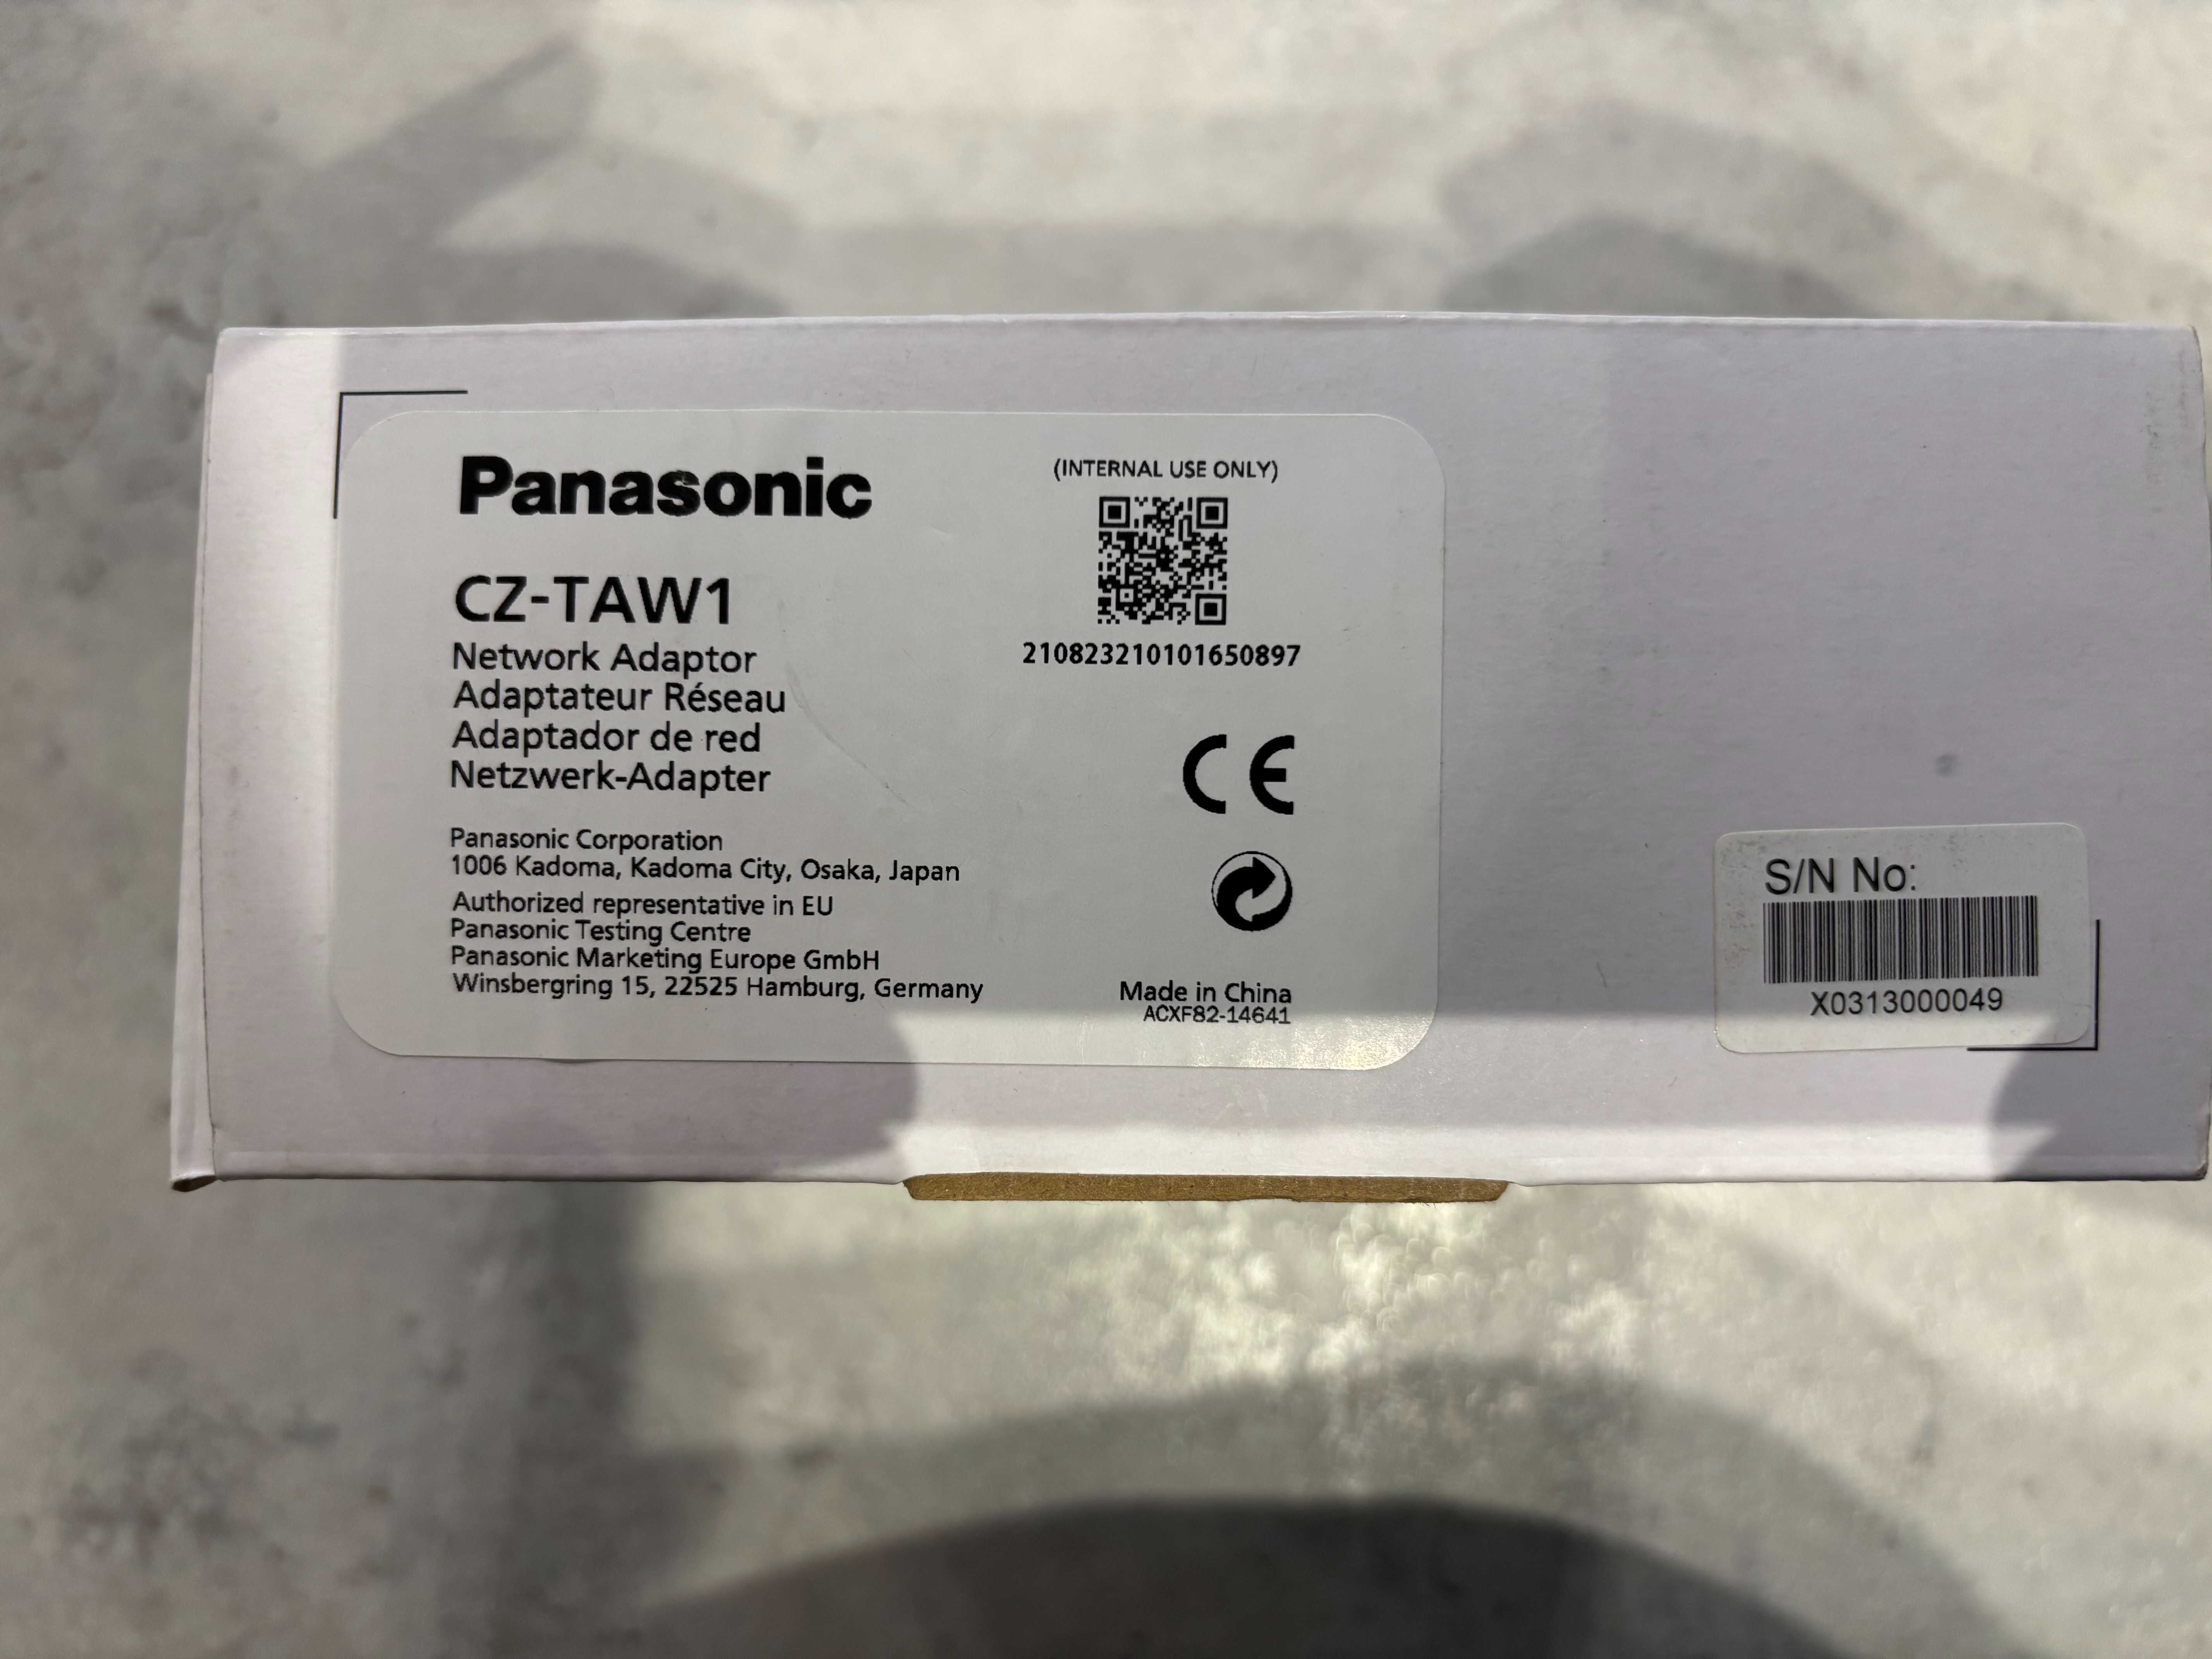 Panasonic
CZ-TAW1
Network Adaptor
Adaptateur Réseau
Adaptador de red
Netzwerk-Adapter
Panasonic Corporation
1006 Kadoma, Kadoma City, Osaka, Japan
Authorized representative in EU
Panasonic Testing Centre
Panasonic Marketing Europe GmbH
Winsbergring 15, 22525 Hamburg, Germany
(INTERNAL USE ONLY)
210823210101650897
CE
Made in China
ACXF82-14641
S/N No:
X0313000049